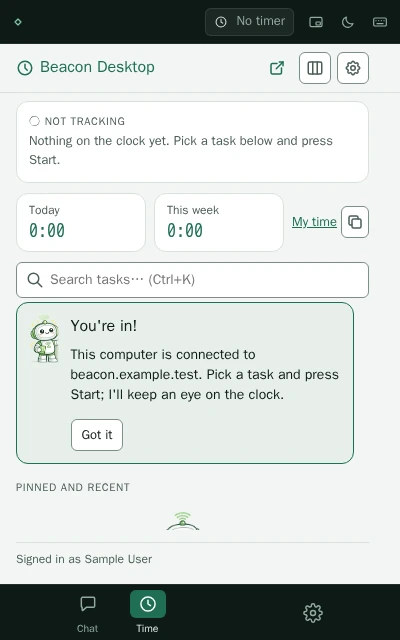 No timer
Beacon Desktop
NOT TRACKING
Nothing on the clock yet. Pick a task below and press
Start.
Today
0:00
This week
0:00
My time
Search tasks··· (Ctrl+K)
You're in!
This computer is connected to
beacon.example.test. Pick a task and press
Start; I'll keep an eye on the clock.
Got it
PINNED AND RECENT
Signed in as Sample User
Chat
Time